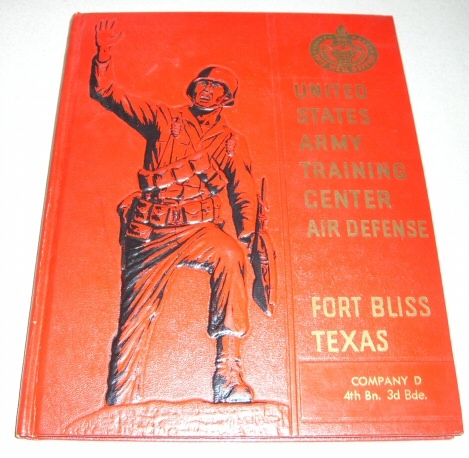 UNITED
STATES
ARMY
TRAINING
CENTER
AIR DEFENSE
FORT BLISS
TEXAS
COMPANY D
4th Bn. 3d Bde.